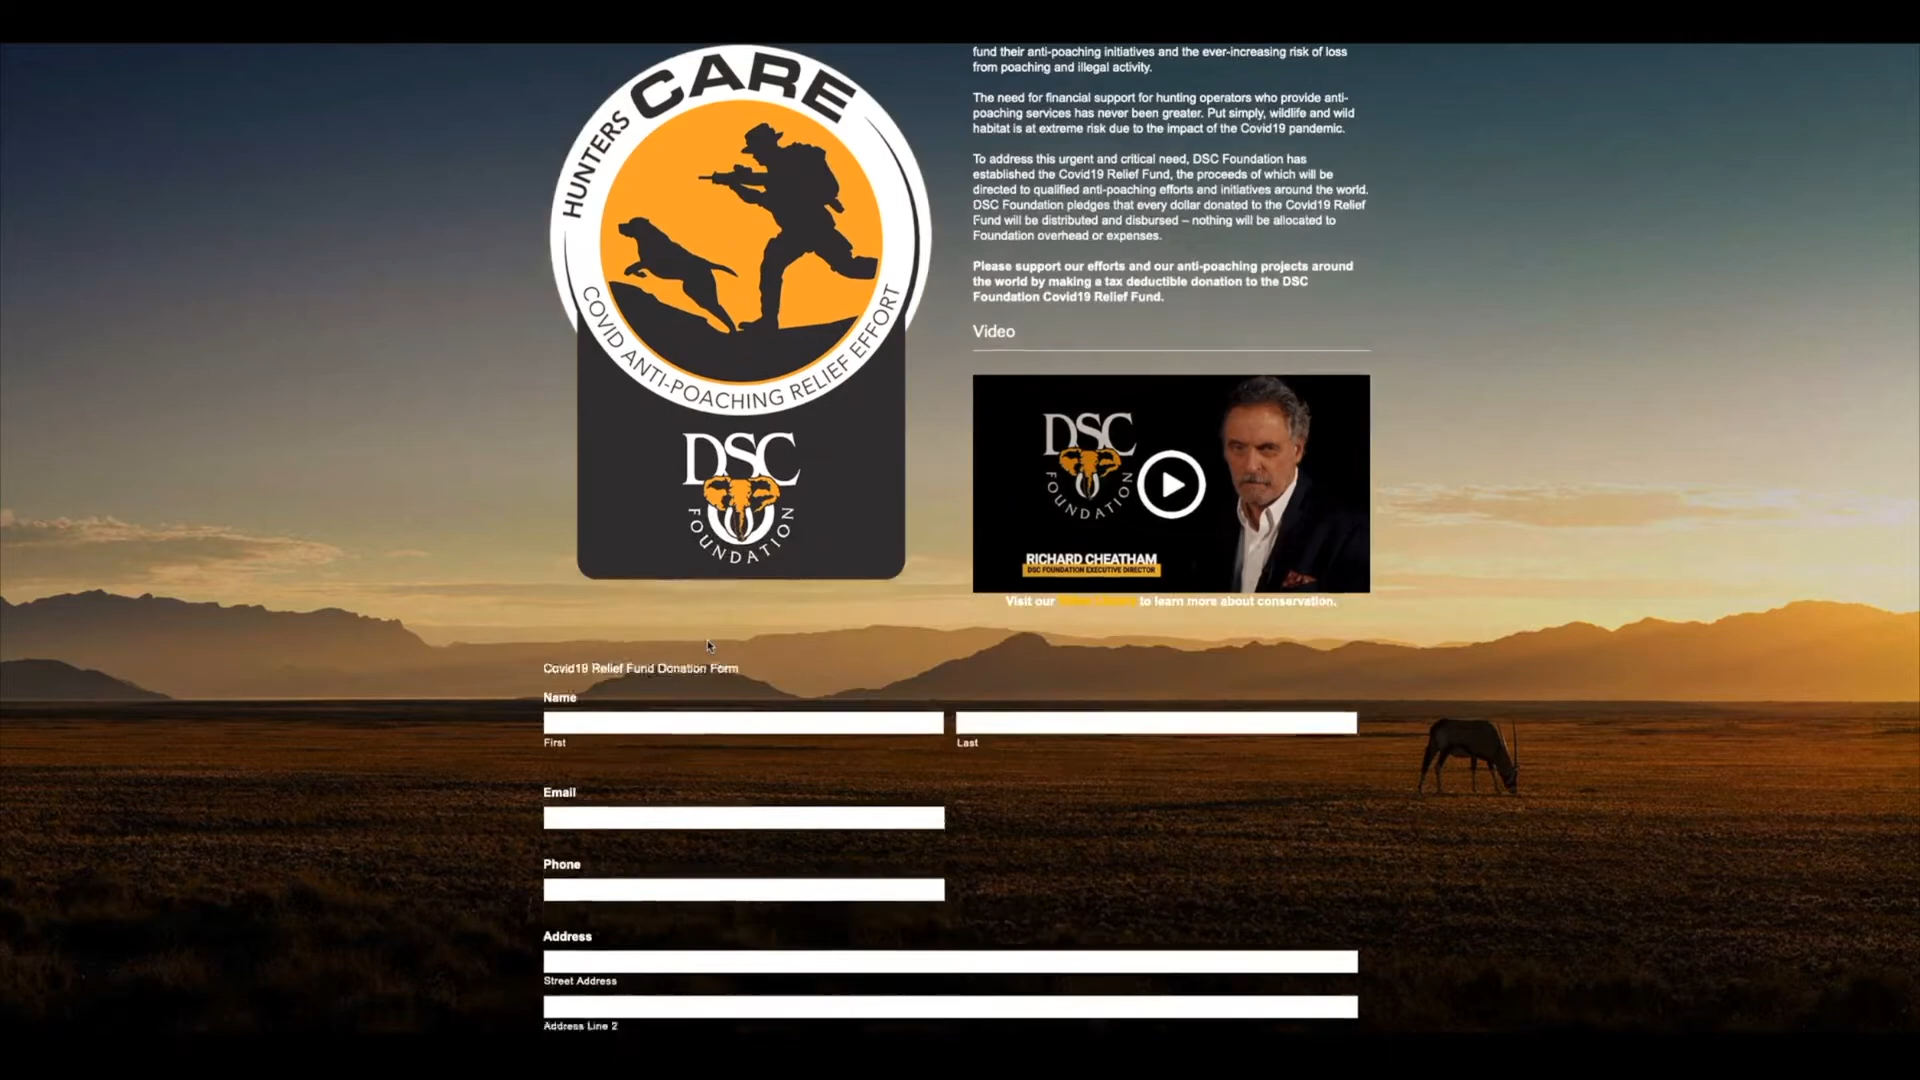 HUNTERS CARE
COVID ANTI-POACHING RELIEF EFFORT
DSC
FOUNDATION
fund their anti-poaching initiatives and the ever-increasing risk of loss
from poaching and illegal activity.
The need for financial support for hunting operators who provide anti-
poaching services has never been greater. Put simply, wildlife and wild
habitat is at extreme risk due to the impact of the Covid19 pandemic.
To address this urgent and critical need, DSC Foundation has
established the Covid19 Relief Fund, the proceeds of which will be
directed to qualified anti-poaching efforts and initiatives around the world.
DSC Foundation pledges that every dollar donated to the Covid19 Relief
Fund will be distributed and disbursed – nothing will be allocated to
Foundation overhead or expenses.
Please support our efforts and our anti-poaching projects around
the world by making a tax deductible donation to the DSC
Foundation Covid19 Relief Fund.
Video
DSC
FOUNDATION
RICHARD CHEATHAM
DSC FOUNDATION EXECUTIVE DIRECTOR
Visit our to learn more about conservation.
Covid19 Relief Fund Donation Form
Name
First
Last
Email
Phone
Address
Street Address
Address Line 2